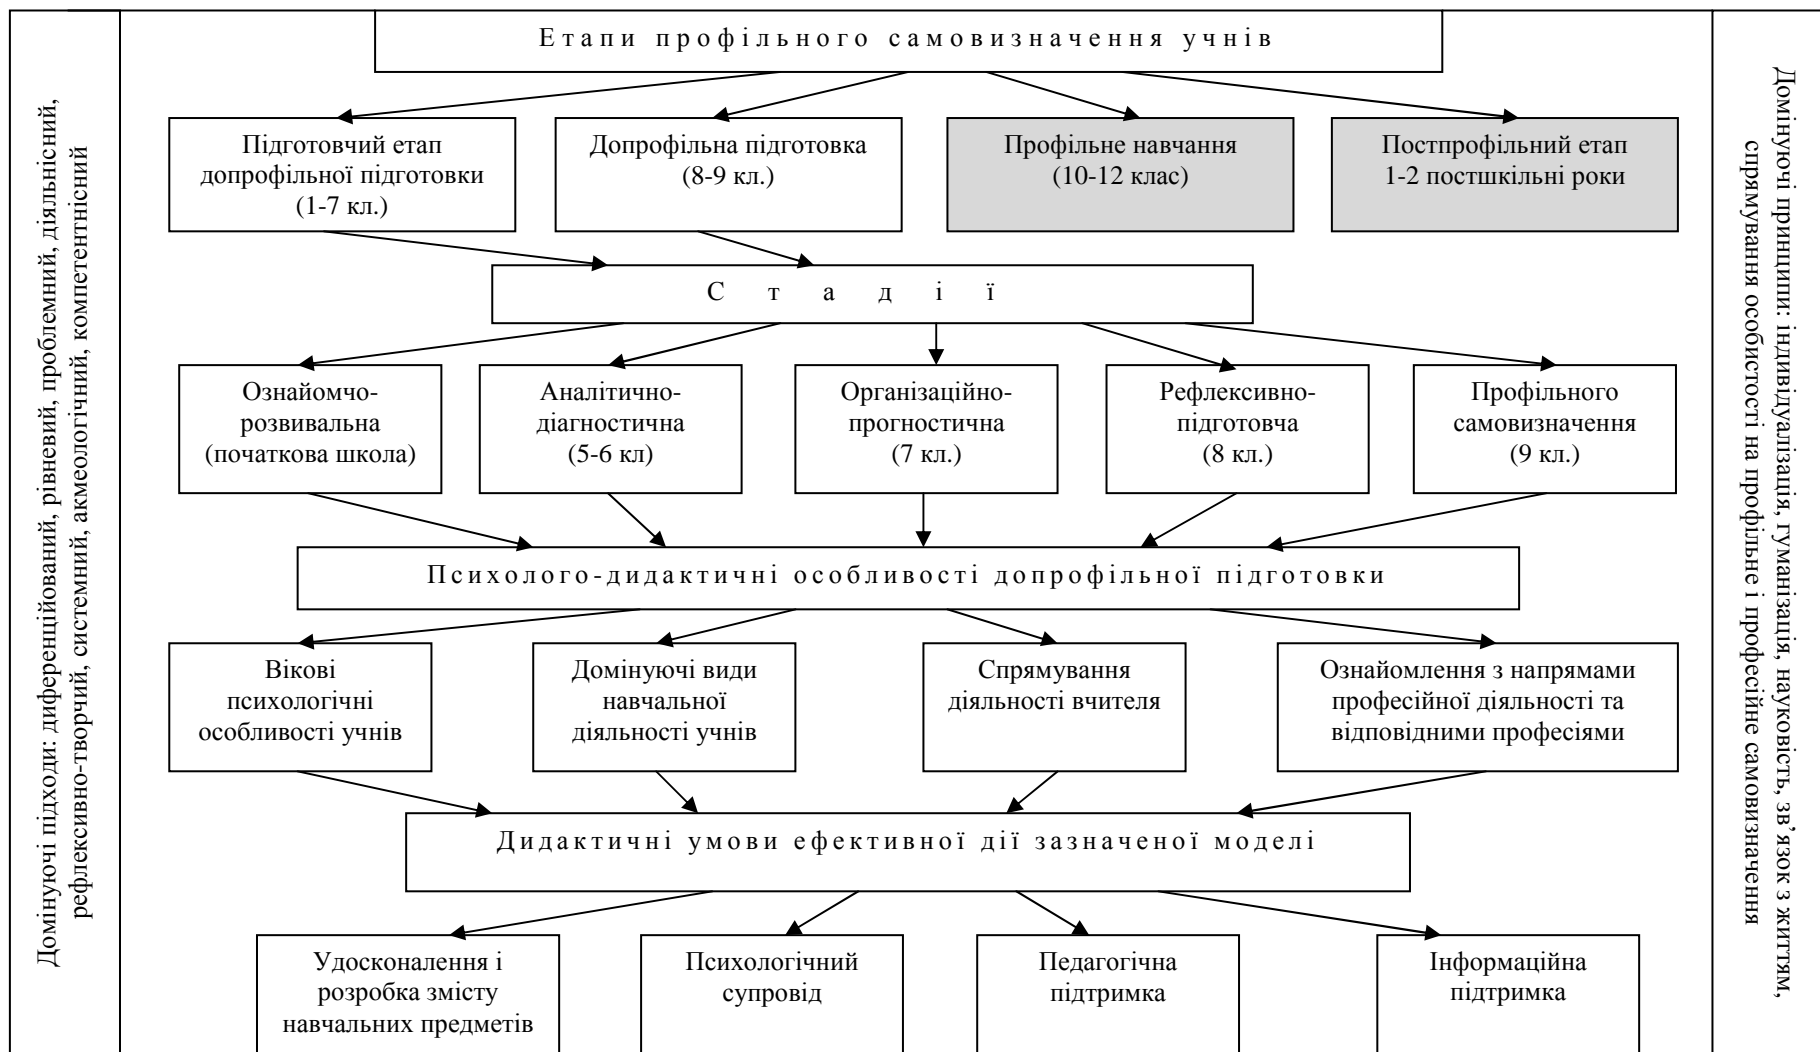 Домінуючі підходи: диференційований, рівневий, проблемний, діяльнісний,
рефлексивно-творчий, системний, акмеологічний, компетентнісний
Етапи профільного самовизначення учнів
Підготовчий етап
допрофільної підготовки
(1-7 кл.)
Допрофільна підготовка
(8-9 кл.)
Профільне навчання
(10-12 клас)
Постпрофільний етап
1-2 постшкільні роки
Стадії
Ознайомчо-
розвивальна
(початкова школа)
Аналітично-
діагностична
(5-6 кл)
Організаційно-
прогностична
(7 кл.)
Рефлексивно-
підготовча
(8 кл.)
Профільного
самовизначення
(9 кл.)
Психолого-дидактичні особливості допрофільної підготовки
Вікові
психологічні
особливості учнів
Домінуючі види
навчальної
діяльності учнів
Спрямування
діяльності вчителя
Ознайомлення з напрямами
професійної діяльності та
відповідними професіями
Дидактичні умови ефективної дії зазначеної моделі
Удосконалення і
розробка змісту
навчальних предметів
Психологічний
супровід
Педагогічна
підтримка
Інформаційна
підтримка
Домінуючі принципи: індивідуалізація, гуманізація, науковість, зв’язок з життям,
спрямування особистості на профільне і професійне самовизначення